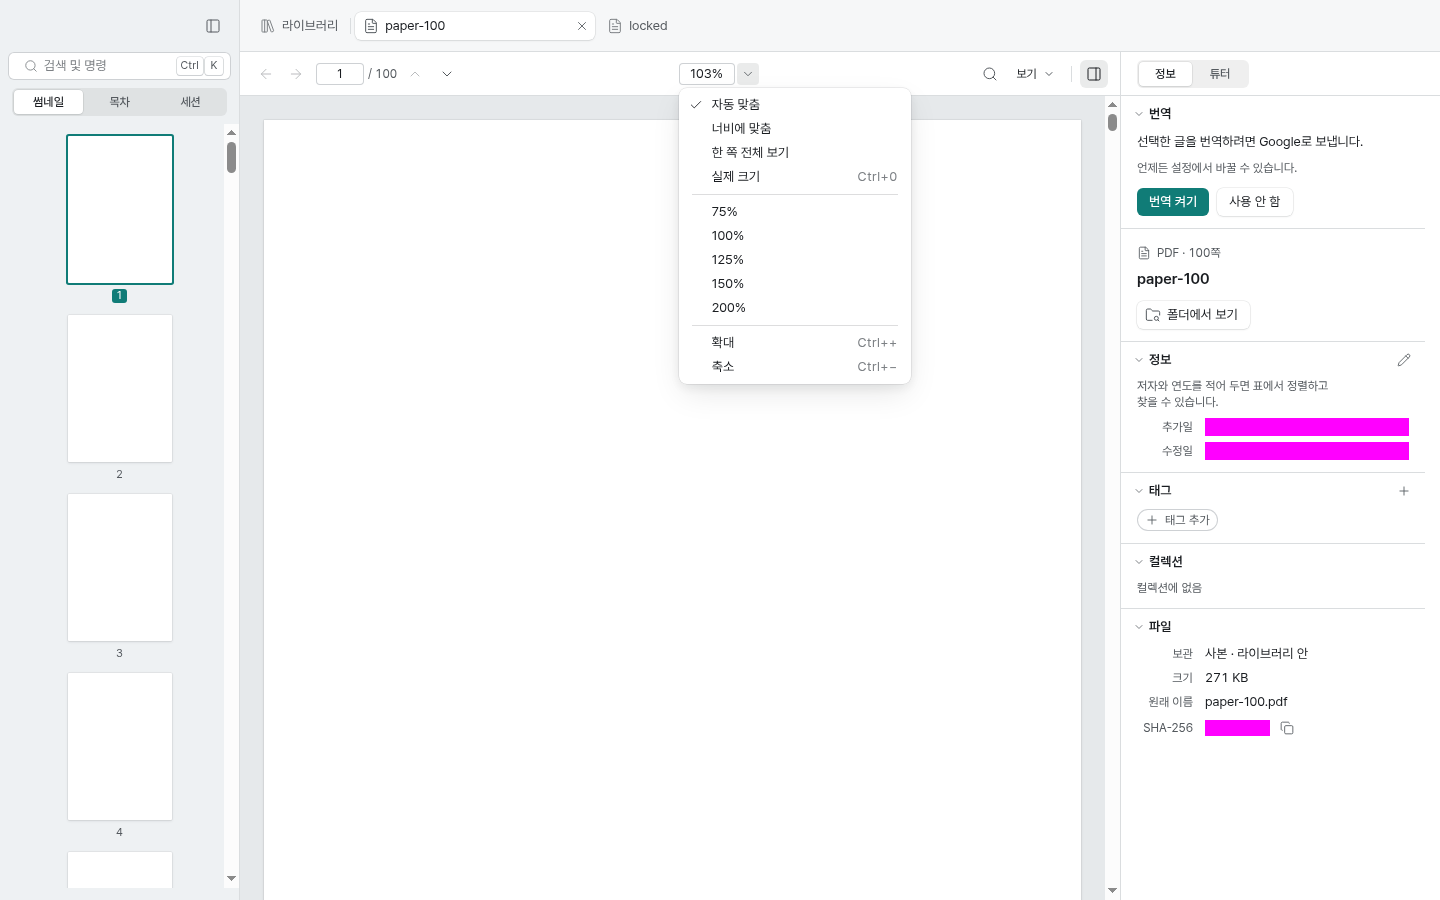 라이브러리
paper-100
locked
검색 및 명령
Ctrl K
썸네일 목차 세션
1
2
3
4
1 / 100
103%
보기
자동 맞춤
너비에 맞춤
한 쪽 전체 보기
실제 크기 Ctrl+0
75%
100%
125%
150%
200%
확대 Ctrl++
축소 Ctrl+−
정보 튜터
번역
선택한 글을 번역하려면 Google로 보냅니다.
언제든 설정에서 바꿀 수 있습니다.
번역 켜기 사용 안 함
PDF · 100쪽
paper-100
폴더에서 보기
정보
저자와 연도를 적어 두면 표에서 정렬하고
찾을 수 있습니다.
추가일
수정일
태그
태그 추가
컬렉션
컬렉션에 없음
파일
보관 사본 · 라이브러리 안
크기 271 KB
원래 이름 paper-100.pdf
SHA-256